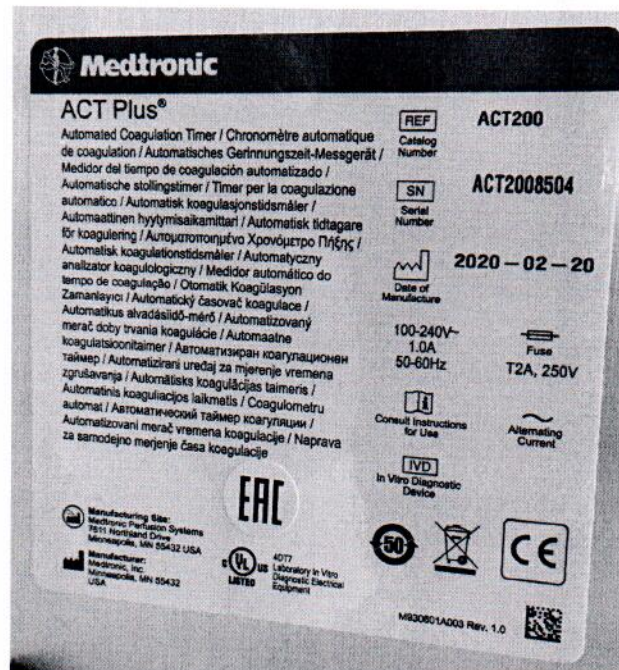 Medtronic
ACT Plus®
Automated Coagulation Timer / Chronomètre automatique
de coagulation / Automatisches Gerinnungszeit-Messgerät /
Medidor del tiempo de coagulación automatizado /
Automatische stollingstimer / Timer per la coagulazione
automatico / Automatisk koagulasjonstidsmåler /
Automaattinen hyytymisaikamittari / Automatisk tidtagare
för koagulering / Αυτοματοποιημένο Χρονόμετρο Πήξης /
Automatisk koagulationstidsmåler / Automatyczny
analizator koagulologiczny / Medidor automático do
tempo de coagulação / Otomatik Koagülasyon
Zamanlayıcı / Automatický časovač koagulace /
Automatikus alvadásidő-mérő / Automatizovaný
merač doby trvania koagulácie / Automaatne
koagulatsioonitaimer / Автоматизиран коагулационен
таймер / Automatizirani uređaj za mjerenje vremena
zgrušavanja / Automātisks koagulācijas taimeris /
Automatinis koaguliacijos laikmatis / Coagulometru
automat / Автоматический таймер коагуляции /
Automatizovani merač vremena koagulacije / Naprava
za samodejno merjenje časa koagulacije
REF
ACT200
Catalog
Number
SN
ACT2008504
Serial
Number
2020-02-20
Date of
Manufacture
100-240V~
1.0A
50-60Hz
Fuse
T2A, 250V
Consult Instructions
for Use
Alternating
Current
IVD
In Vitro Diagnostic
Device
EAC
Manufacturing Site:
Medtronic Perfusion Systems
7611 Northland Drive
Minneapolis, MN 55432 USA
Manufacturer:
Medtronic, Inc.
Minneapolis, MN 55432
USA
C UL US
LISTED
4DT7
Laboratory In Vitro
Diagnostic Electrical
Equipment
50
CE
M930801A003 Rev. 1.0